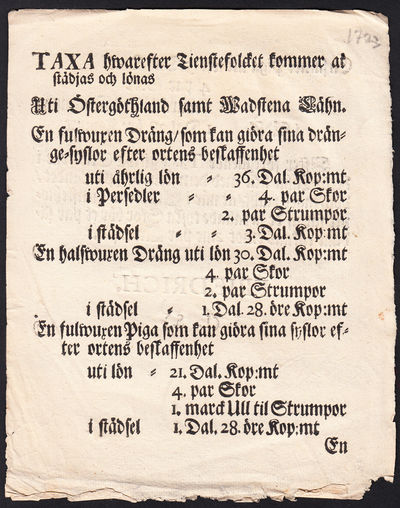 1723
TAXA hwarefter Tienstefolcket kommer at
städjas och lönas
Uti Östergöthland samt Wadstena Lähn.
En fulwuxen Dräng/som kan giöra sina drän-
ge-syslor efter ortens beskaffenhet
uti ährlig lön = = 36. Dal. Kop:mt
i Persedler = = 4. par Skor
2. par Strumpor
i städsel = = 3. Dal. Kop:mt
En halfwuxen Dräng uti lön 30. Dal. Kop:mt
4. par Skor
2. par Strumpor
i städsel = 1. Dal. 28. öre Kop:mt
En fulwuxen Piga som kan giöra sina syslor ef-
ter ortens beskaffenhet
uti lön = 21. Dal. Kop:mt
4. par Skor
1. marck Ull til Strumpor
i städsel 1. Dal. 28. öre Kop:mt
En